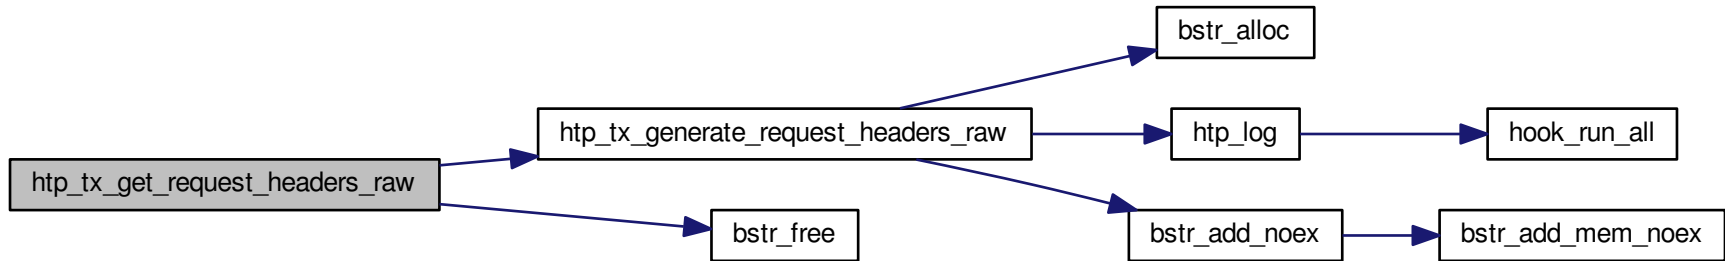 bstr_alloc
htp_tx_generate_request_headers_raw
htp_log
hook_run_all
htp_tx_get_request_headers_raw
bstr_free
bstr_add_noex
bstr_add_mem_noex